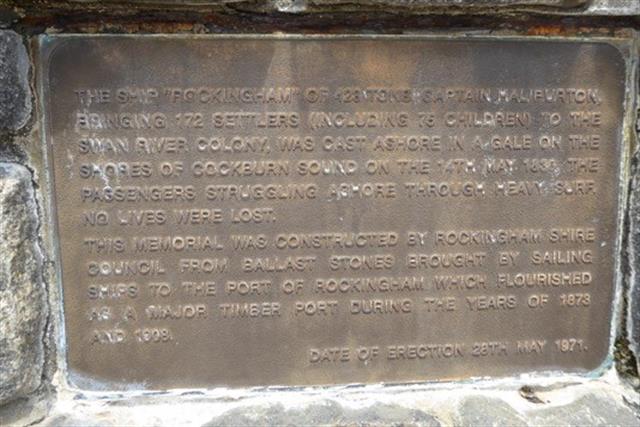 THE SHIP "ROCKINGHAM" OF 423 TONS, CAPTAIN HALIBURTON,
BRINGING 172 SETTLERS (INCLUDING 75 CHILDREN) TO THE
SWAN RIVER COLONY, WAS CAST ASHORE IN A GALE ON THE
SHORES OF COCKBURN SOUND ON THE 14TH MAY 1830, THE
PASSENGERS STRUGGLING ASHORE THROUGH HEAVY SURF.
NO LIVES WERE LOST.
THIS MEMORIAL WAS CONSTRUCTED BY ROCKINGHAM SHIRE
COUNCIL FROM BALLAST STONES BROUGHT BY SAILING
SHIPS TO THE PORT OF ROCKINGHAM WHICH FLOURISHED
AS A MAJOR TIMBER PORT DURING THE YEARS OF 1873
AND 1908.
DATE OF ERECTION 29TH MAY 1971.